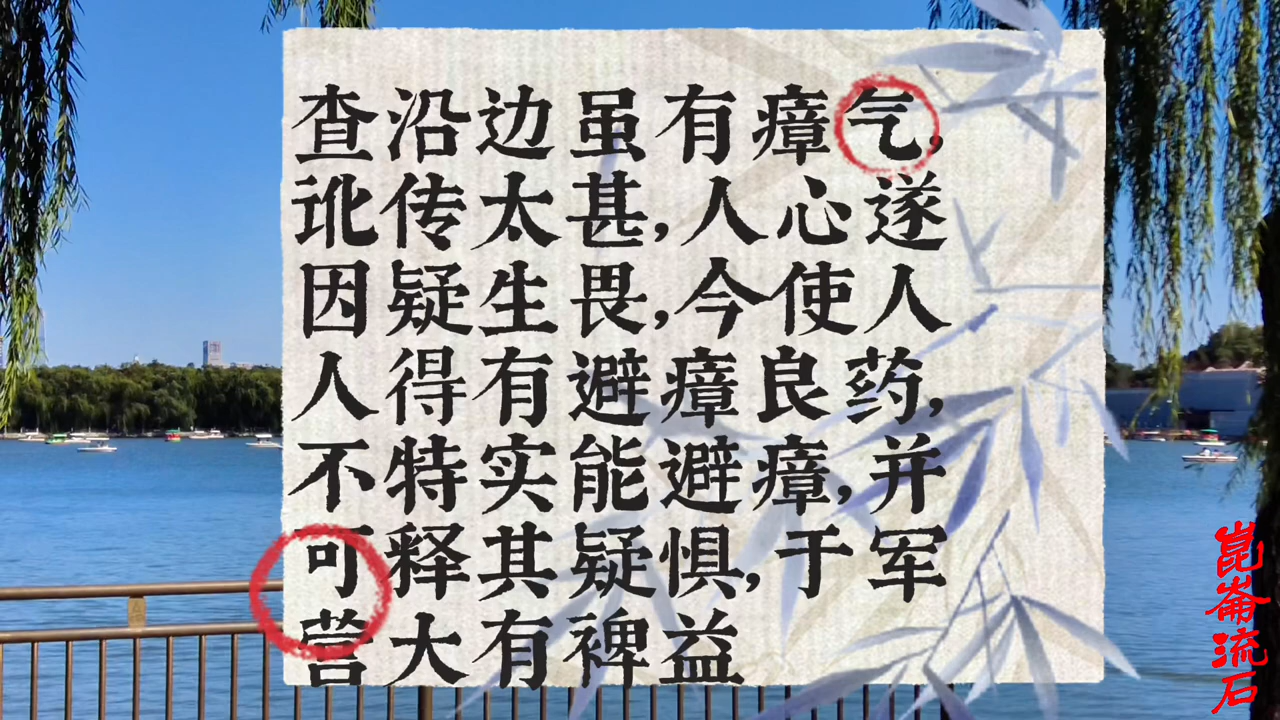 查沿边虽有瘴气,
讹传太甚,人心遂
因疑生畏,今使人
人得有避瘴良药,
不特实能避瘴,并
可释其疑惧,于军
营大有裨益
崑崙流石